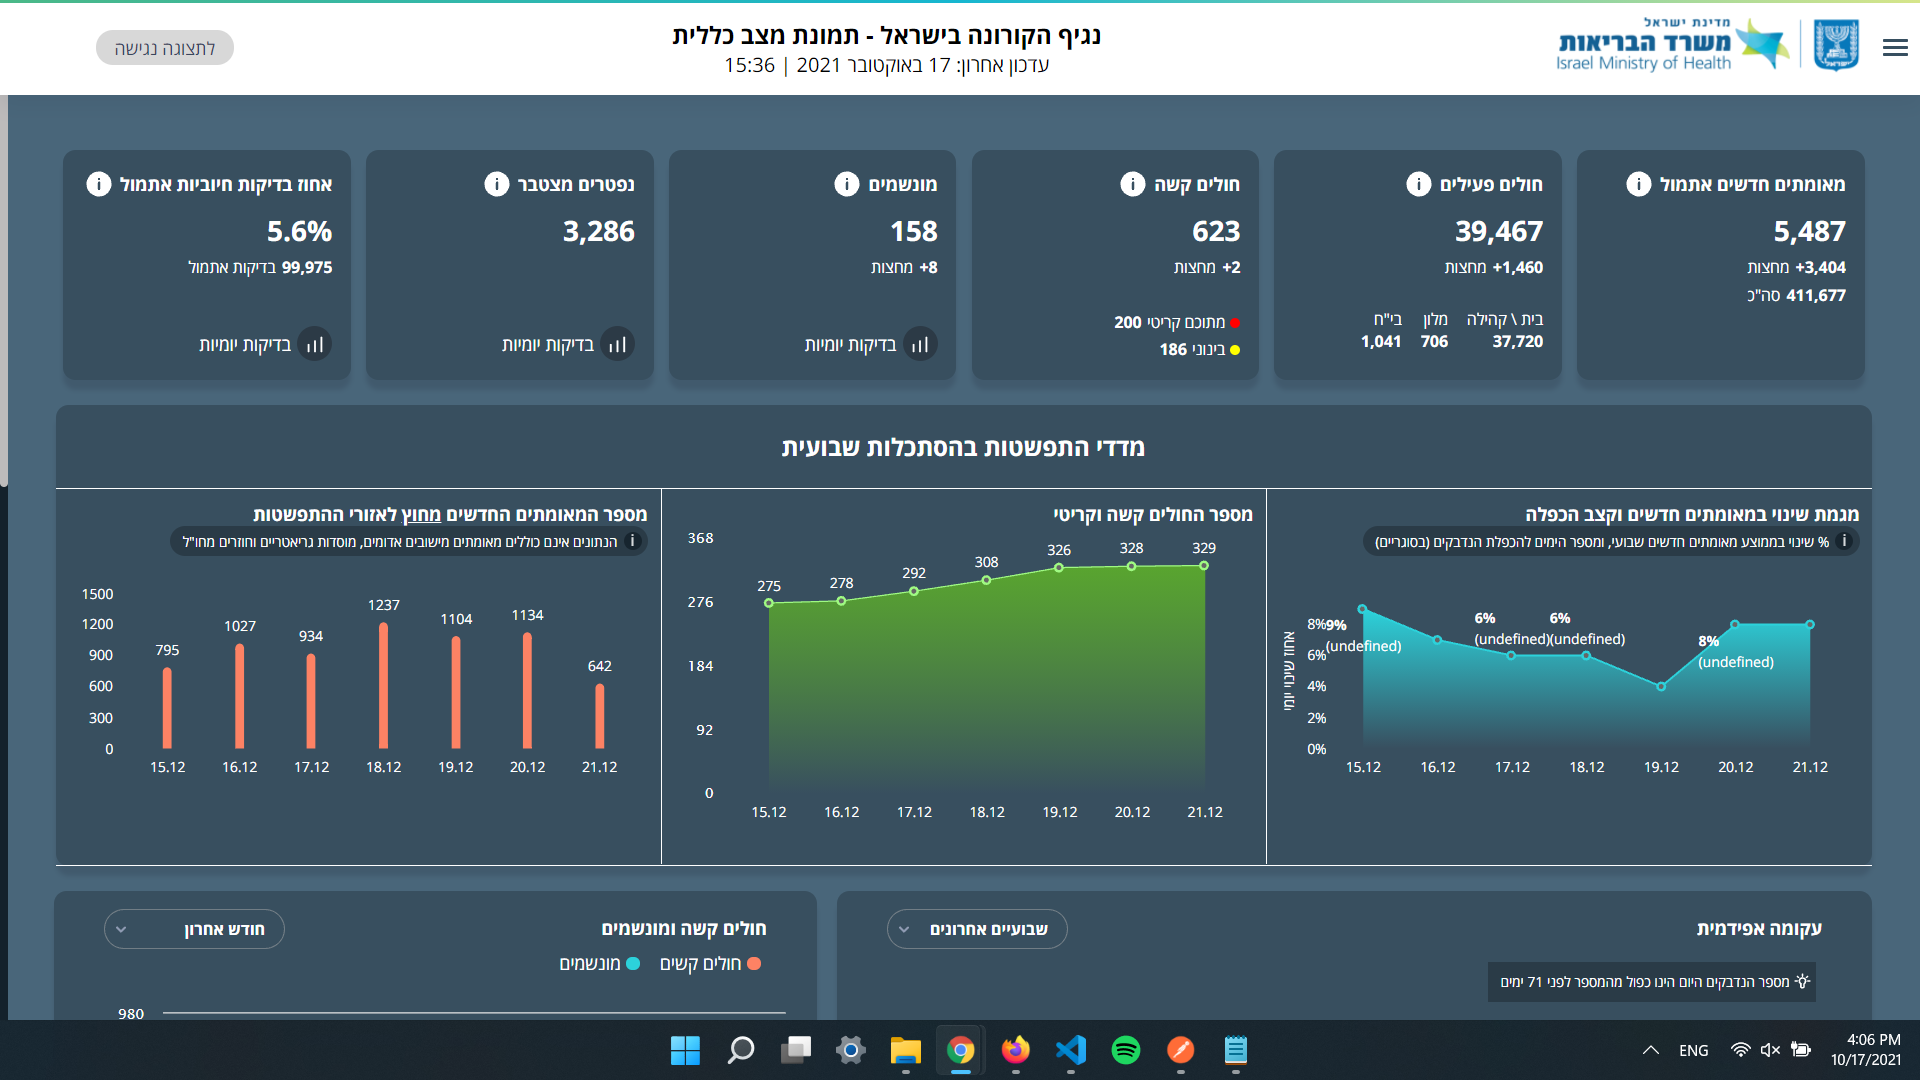 מדינת ישראל
משרד הבריאות
Israel Ministry of Health
נגיף הקורונה בישראל - תמונת מצב כללית
עדכון אחרון: 17 באוקטובר 2021 | 15:36
לתצוגה נגישה
מאומתים חדשים אתמול
5,487
+3,404 מחצות
411,677 סה"כ
חולים פעילים
39,467
+1,460 מחצות
בית \ קהילה מלון בי"ח
37,720 706 1,041
חולים קשה
623
+2 מחצות
מתוכם קריטי 200
בינוני 186
מונשמים
158
+8 מחצות
בדיקות יומיות
נפטרים מצטבר
3,286
בדיקות יומיות
אחוז בדיקות חיוביות אתמול
5.6%
99,975 בדיקות אתמול
בדיקות יומיות
מדדי התפשטות בהסתכלות שבועית
מגמת שינוי במאומתים חדשים וקצב הכפלה
% שינוי בממוצע מאומתים חדשים שבועי, ומספר הימים להכפלת הנדבקים (בסוגריים)
אחוז שינוי יומי
8%
6%
4%
2%
0%
9%
(undefined)
6%
(undefined)
6%
(undefined)
8%
(undefined)
15.12 16.12 17.12 18.12 19.12 20.12 21.12
מספר החולים קשה וקריטי
368
276
184
92
0
275 278 292 308 326 328 329
15.12 16.12 17.12 18.12 19.12 20.12 21.12
מספר המאומתים החדשים מחוץ לאזורי ההתפשטות
הנתונים אינם כוללים מאומתים מישובים אדומים, מוסדות גריאטריים וחוזרים מחו"ל
1500
1200
900
600
300
0
795 1027 934 1237 1104 1134 642
15.12 16.12 17.12 18.12 19.12 20.12 21.12
עקומה אפידמית
שבועיים אחרונים
מספר הנדבקים היום הינו כפול מהמספר לפני 71 ימים
חולים קשה ומונשמים
חודש אחרון
חולים קשים
מונשמים
980
ENG
4:06 PM
10/17/2021